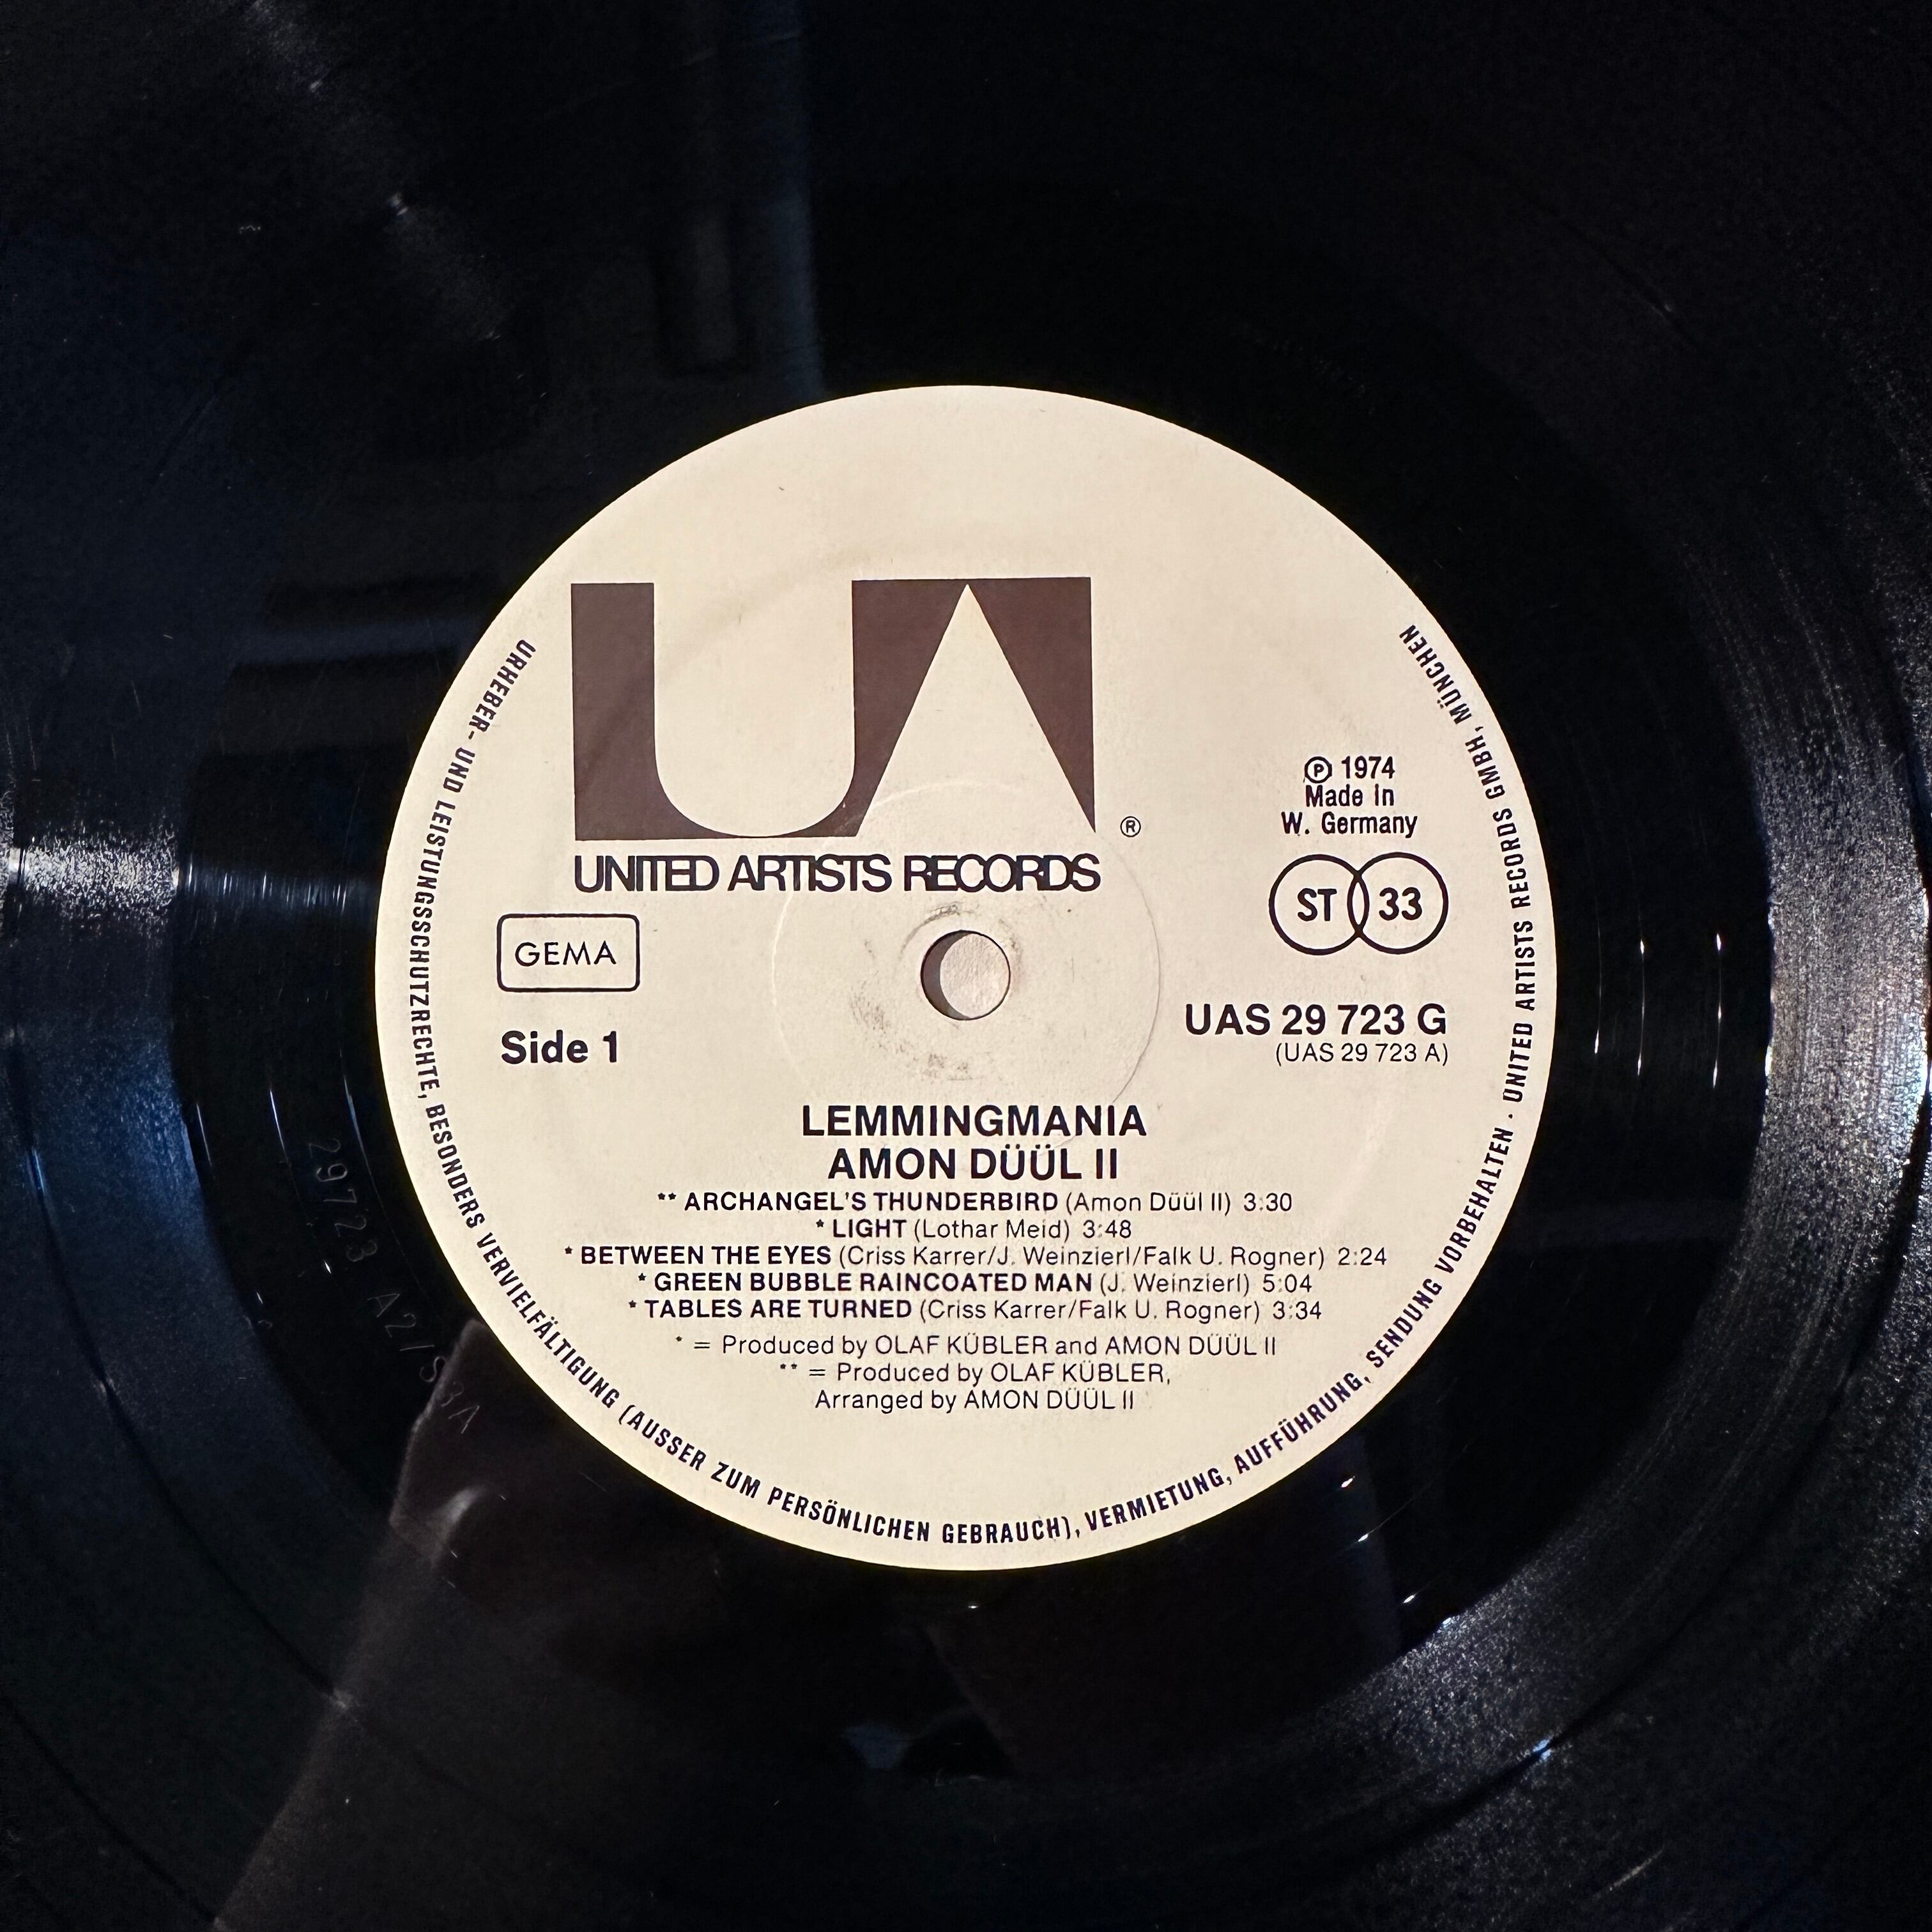 UA
®
UNITED ARTISTS RECORDS
℗ 1974
Made in
W. Germany
ST 33
GEMA
Side 1
UAS 29 723 G
(UAS 29 723 A)
LEMMINGMANIA
AMON DÜÜL II
** ARCHANGEL'S THUNDERBIRD (Amon Düül II) 3:30
* LIGHT (Lothar Meid) 3:48
* BETWEEN THE EYES (Criss Karrer/J. Weinzierl/Falk U. Rogner) 2:24
* GREEN BUBBLE RAINCOATED MAN (J. Weinzierl) 5:04
* TABLES ARE TURNED (Criss Karrer/Falk U. Rogner) 3:34
* = Produced by OLAF KÜBLER and AMON DÜÜL II
** = Produced by OLAF KÜBLER,
Arranged by AMON DÜÜL II
URHEBER- UND LEISTUNGSSCHUTZRECHTE, BESONDERS VERVIELFÄLTIGUNG (AUSSER ZUM PERSÖNLICHEN GEBRAUCH), VERMIETUNG, AUFFÜHRUNG, SENDUNG VORBEHALTEN · UNITED ARTISTS RECORDS GMBH, MÜNCHEN
29723 A2/S3A